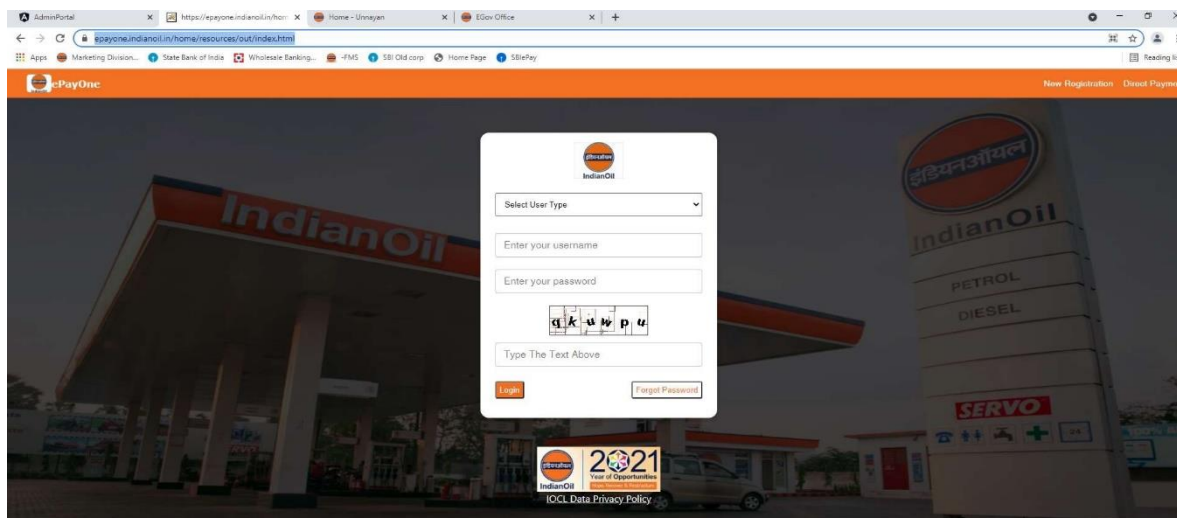 AdminPortal
https://epayone.indianoil.in/hom
Home - Unnayan
EGov Office
epayone.indianoil.in/home/resources/out/index.html
Apps
Marketing Division...
State Bank of India
Wholesale Banking...
-FMS
SBI Old corp
Home Page
SBIePay
Reading li
ePayOne
New Registration
Direct Payme
इंडियनऑयल
IndianOil
Select User Type
Enter your username
Enter your password
q k u w p u
Type The Text Above
Login
Forgot Password
IndianOil
इंडियनऑयल
IndianOil
PETROL
DIESEL
SERVO
इंडियनऑयल
IndianOil
2021
Year of Opportunities
IOCL Data Privacy Policy